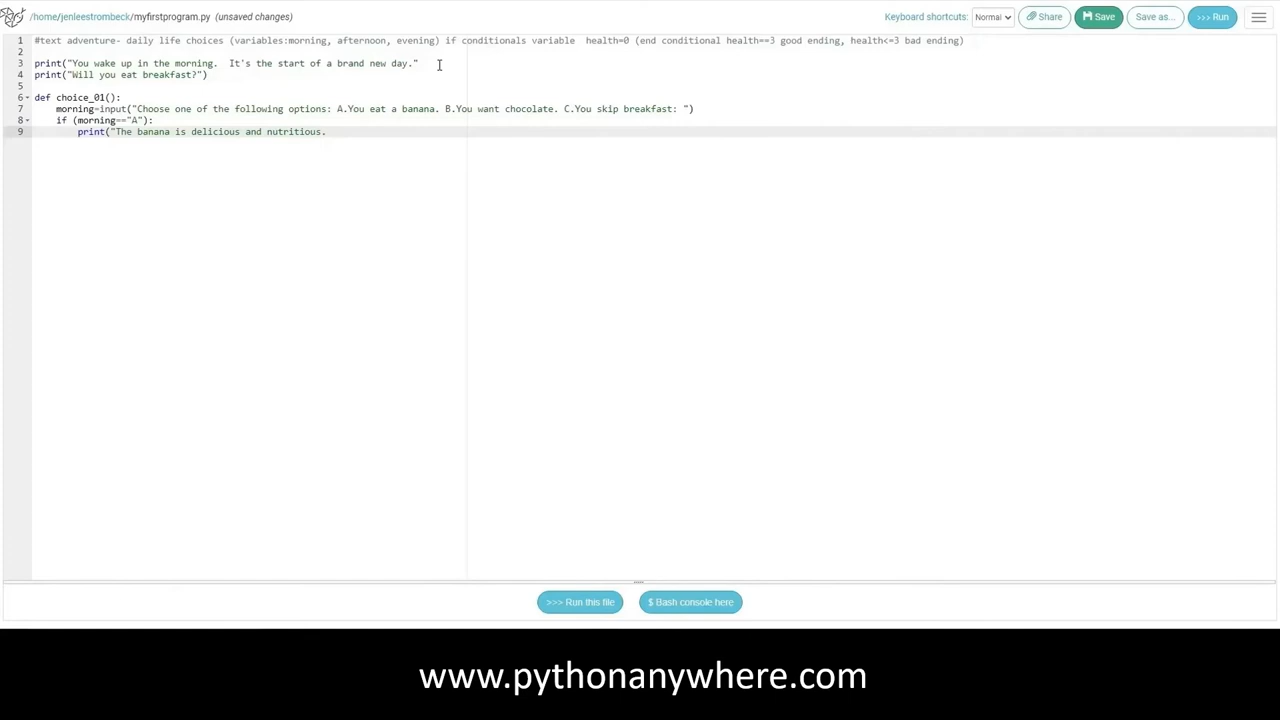 /home/jenleestrombeck/myfirstprogram.py (unsaved changes) Keyboard shortcuts: Normal Share Save Save as... >>> Run
1 #text adventure- daily life choices (variables:morning, afternoon, evening) if conditionals variable  health=0 (end conditional health==3 good ending, health<=3 bad ending)
2
3 print("You wake up in the morning.  It's the start of a brand new day."
4 print("Will you eat breakfast?")
5
6 def choice_01():
7     morning=input("Choose one of the following options: A.You eat a banana. B.You want chocolate. C.You skip breakfast: ")
8     if (morning=="A"):
9         print("The banana is delicious and nutritious.
>>> Run this file $ Bash console here
www.pythonanywhere.com